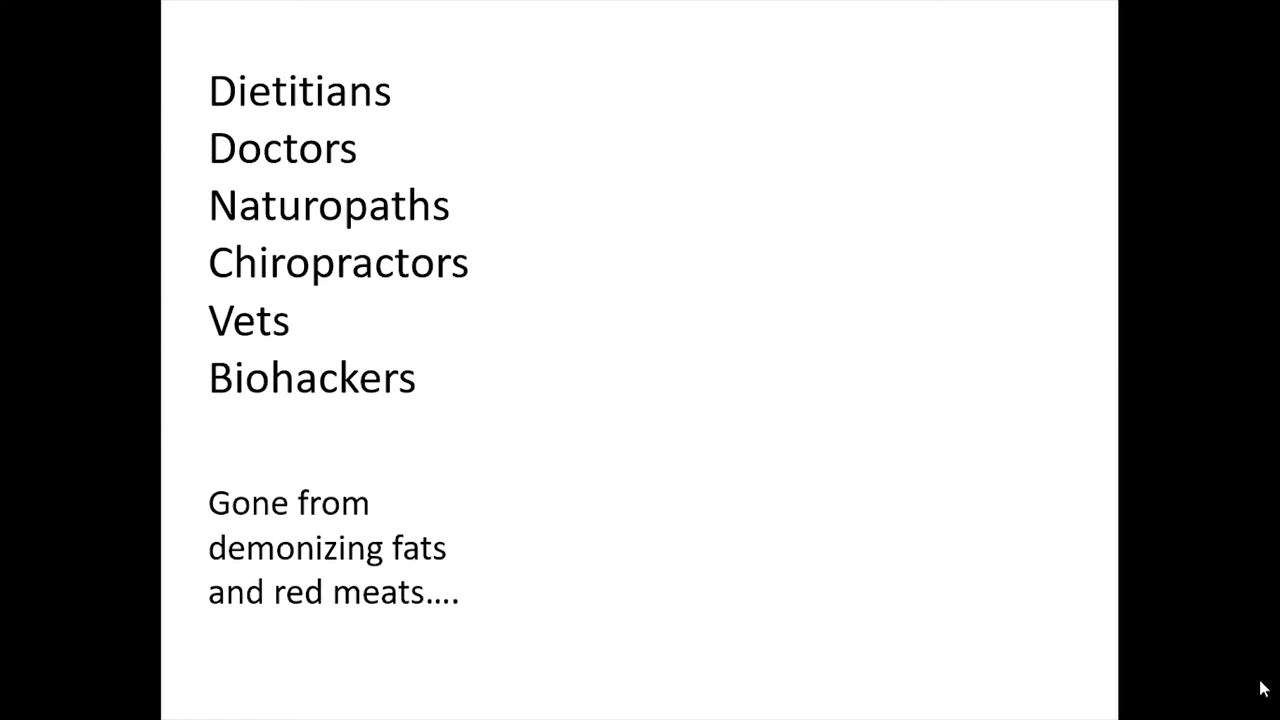 Dietitians
Doctors
Naturopaths
Chiropractors
Vets
Biohackers
Gone from
demonizing fats
and red meats....